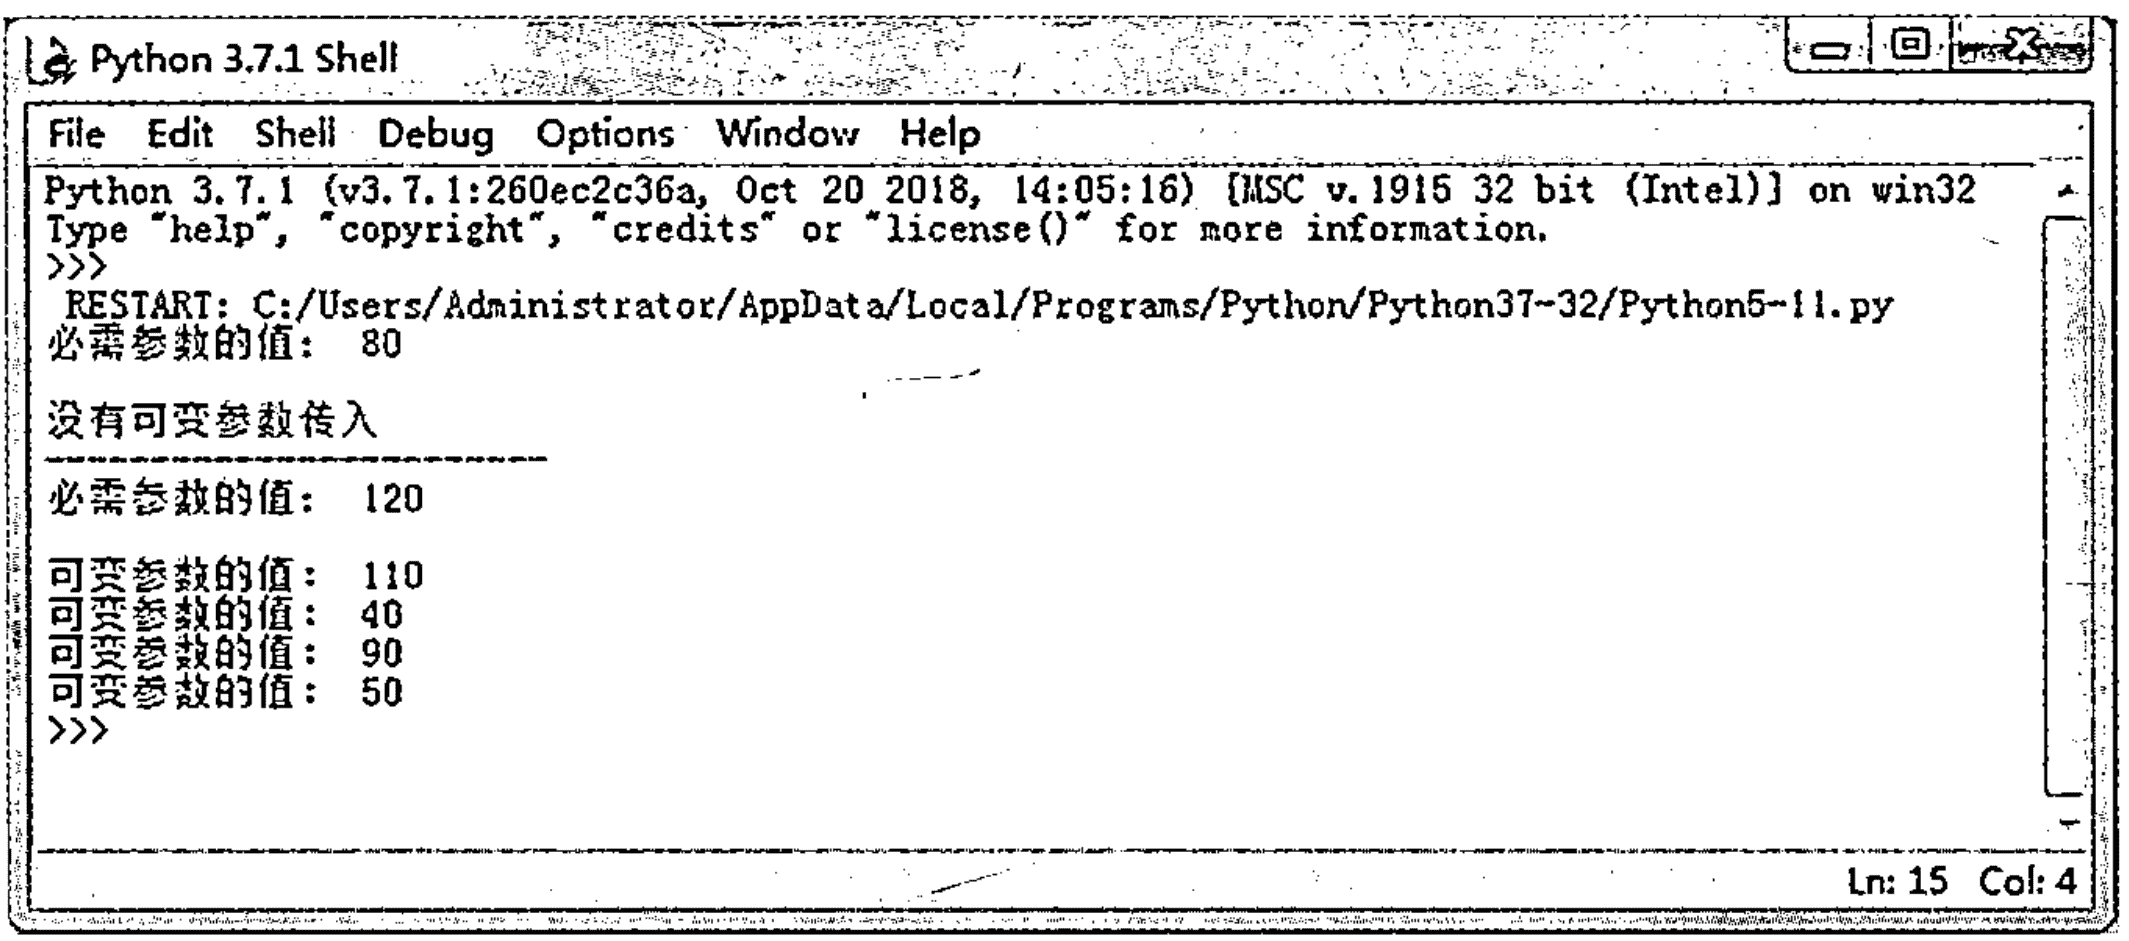 Python 3.7.1 Shell
File Edit Shell Debug Options Window Help
Python 3.7.1 (v3.7.1:260ec2c36a, Oct 20 2018, 14:05:16) [MSC v.1915 32 bit (Intel)] on win32
Type "help", "copyright", "credits" or "license()" for more information.
>>>
RESTART: C:/Users/Administrator/AppData/Local/Programs/Python/Python37-32/Python5-11.py
必需参数的值： 80
没有可变参数传入
------------------------
必需参数的值： 120
可变参数的值： 110
可变参数的值： 40
可变参数的值： 90
可变参数的值： 50
>>>
Ln: 15 Col: 4